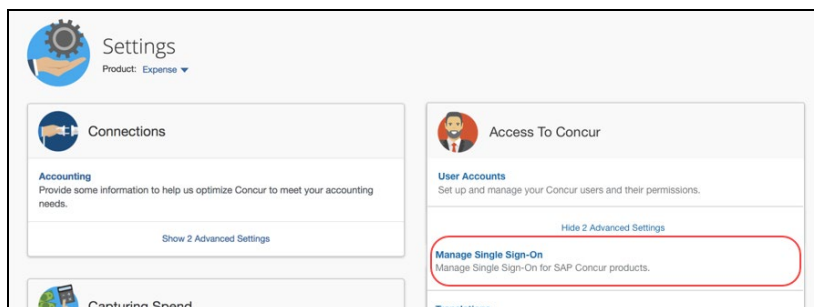 Settings
Product: Expense
Connections
Accounting
Provide some information to help us optimize Concur to meet your accounting
needs.
Show 2 Advanced Settings
Capturing Spend
Access To Concur
User Accounts
Set up and manage your Concur users and their permissions.
Hide 2 Advanced Settings
Manage Single Sign-On
Manage Single Sign-On for SAP Concur products.